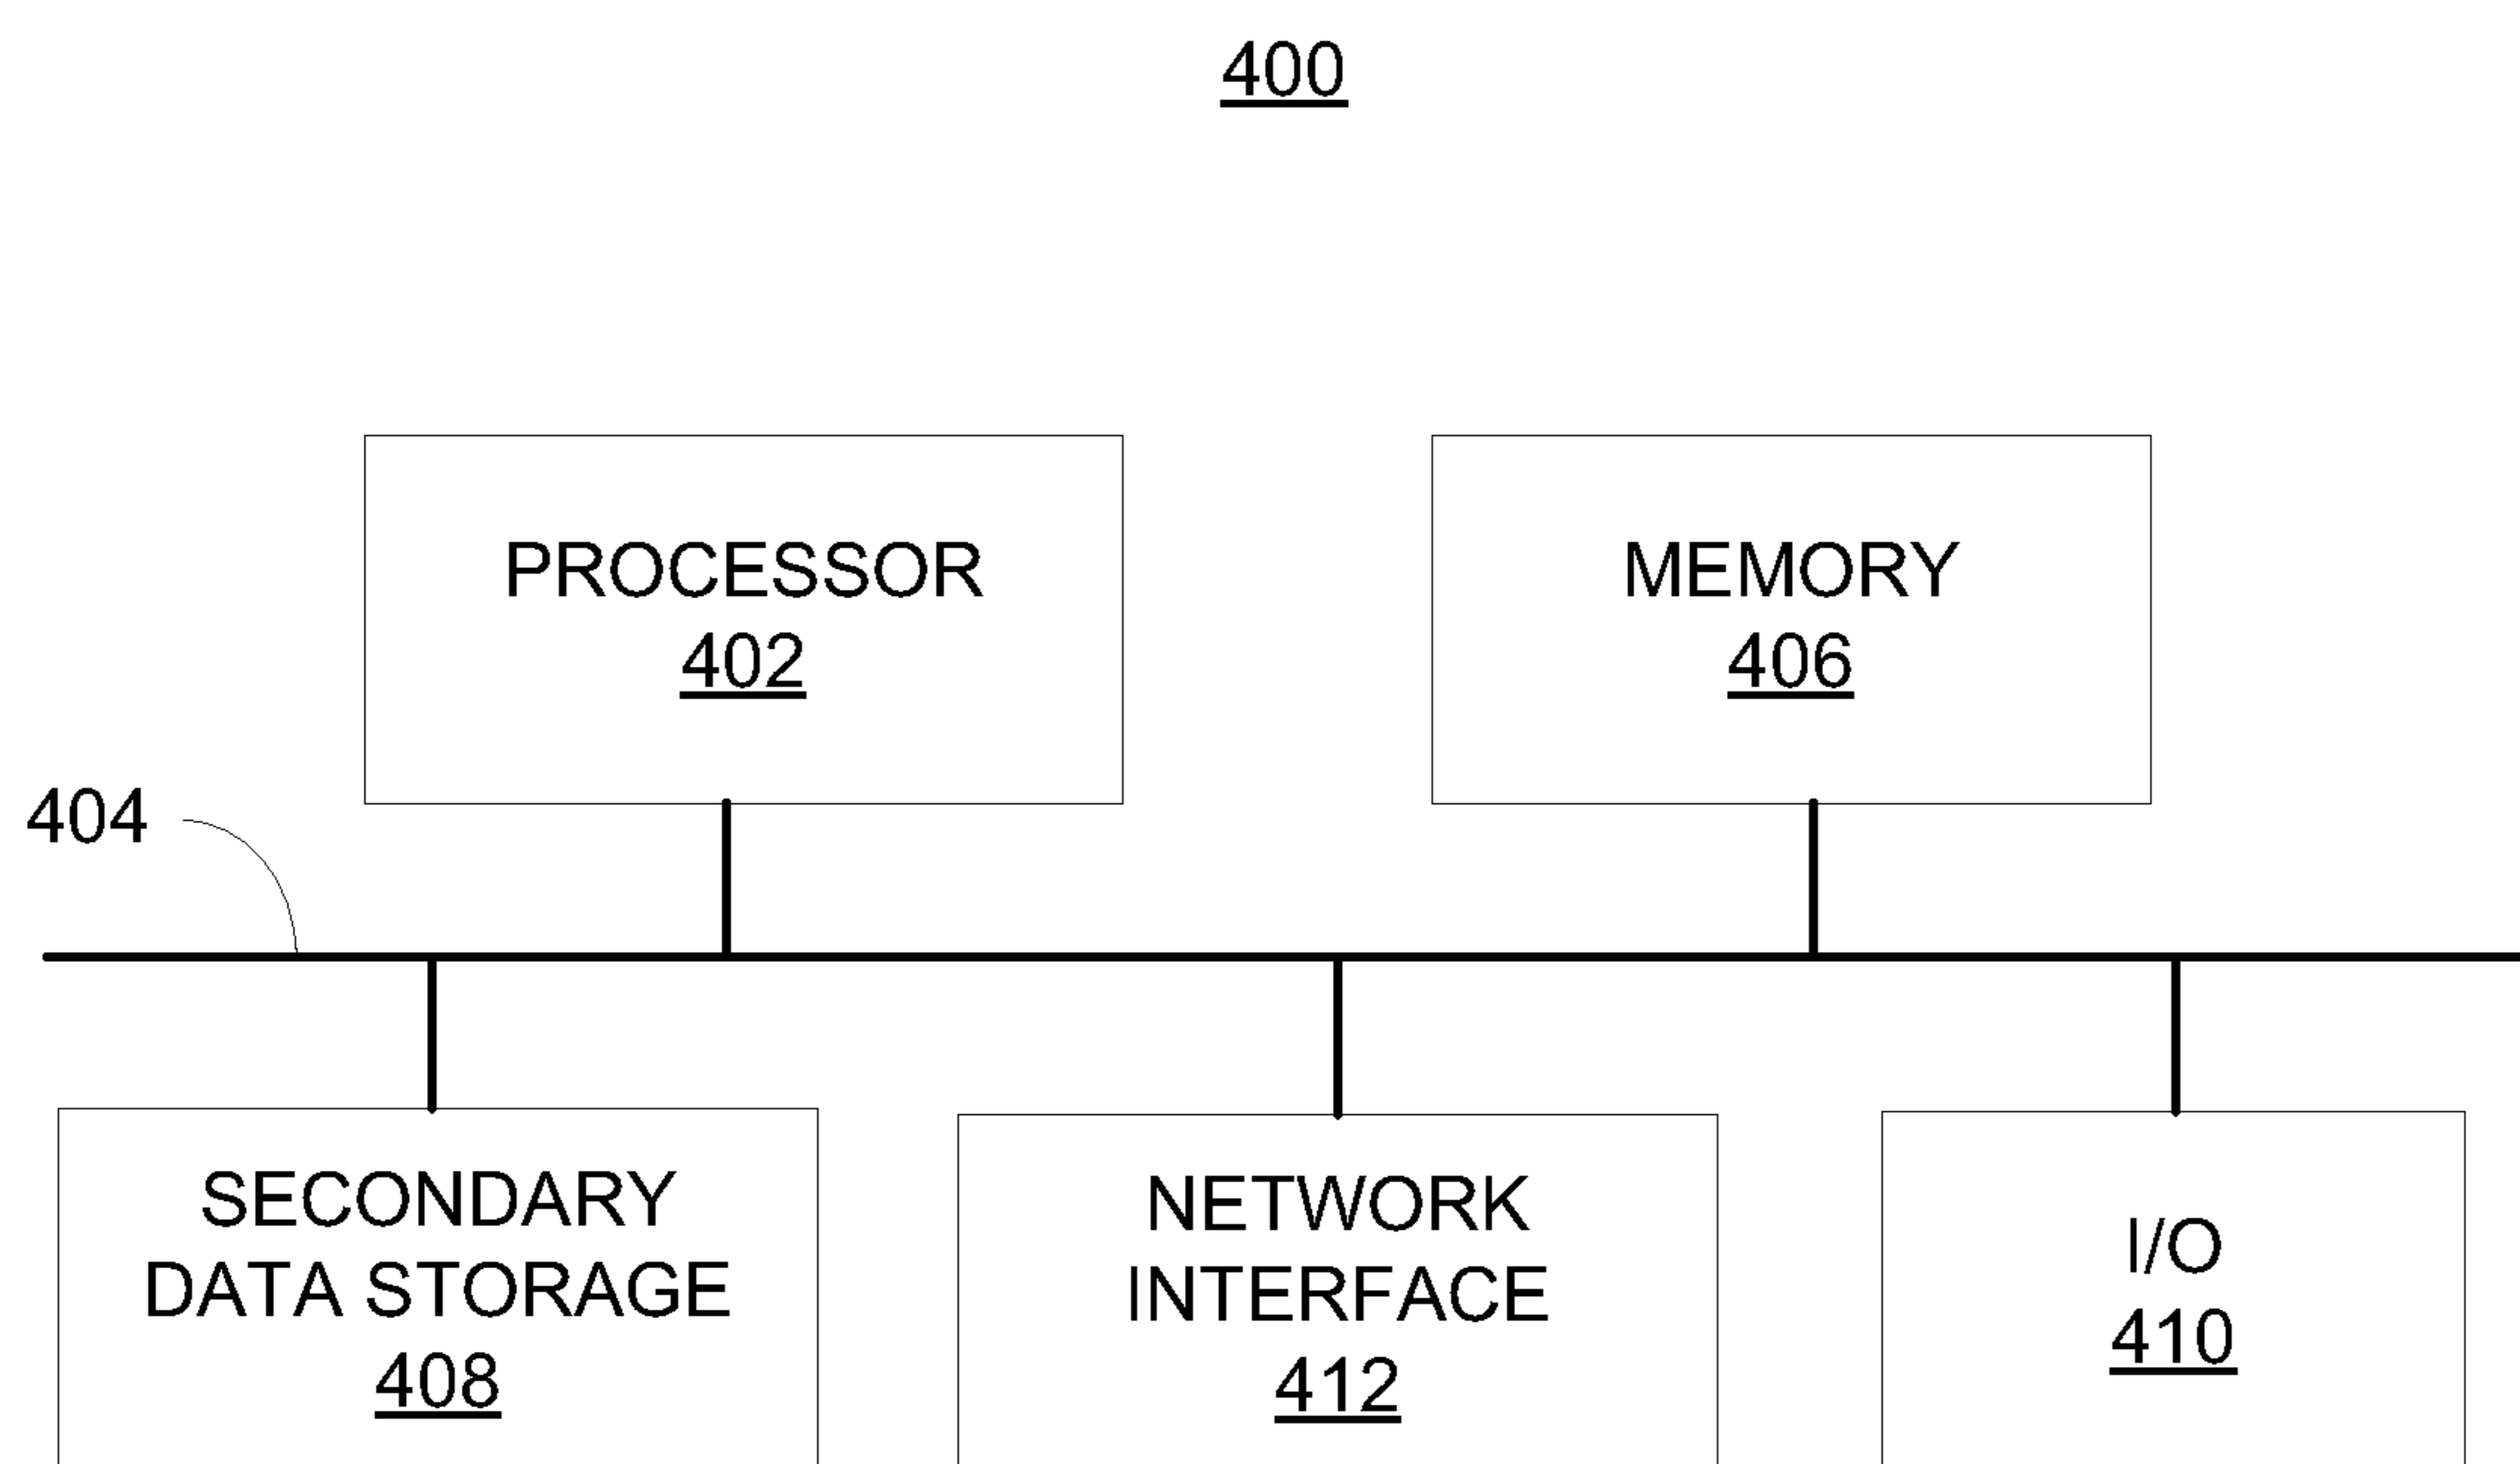 400
PROCESSOR
402
MEMORY
406
404
SECONDARY
DATA STORAGE
408
NETWORK
INTERFACE
412
I/O
410